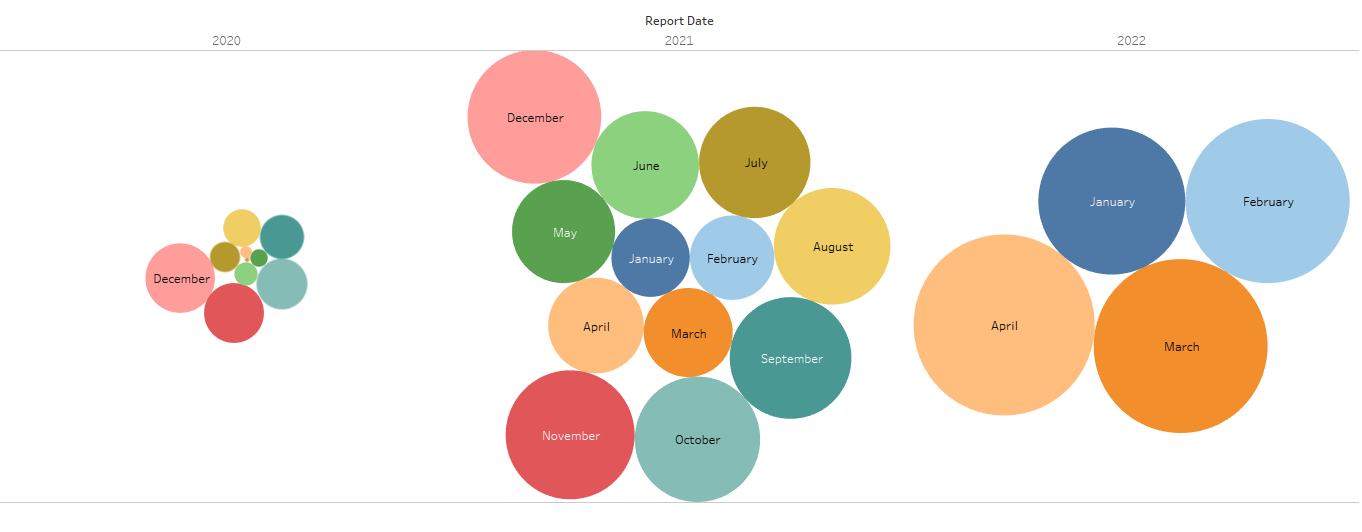 Report Date
2020
2021
2022
December
December
June
July
May
January
February
August
April
March
September
November
October
January
February
April
March